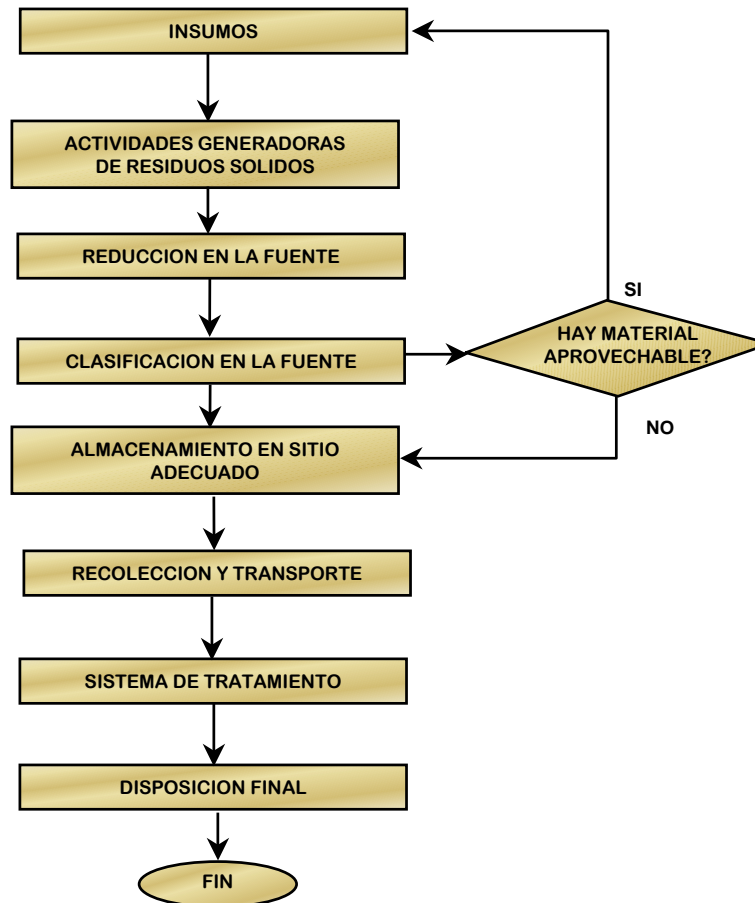 INSUMOS
ACTIVIDADES GENERADORAS
DE RESIDUOS SOLIDOS
REDUCCION EN LA FUENTE
SI
CLASIFICACION EN LA FUENTE
HAY MATERIAL
APROVECHABLE?
NO
ALMACENAMIENTO EN SITIO
ADECUADO
RECOLECCION Y TRANSPORTE
SISTEMA DE TRATAMIENTO
DISPOSICION FINAL
FIN